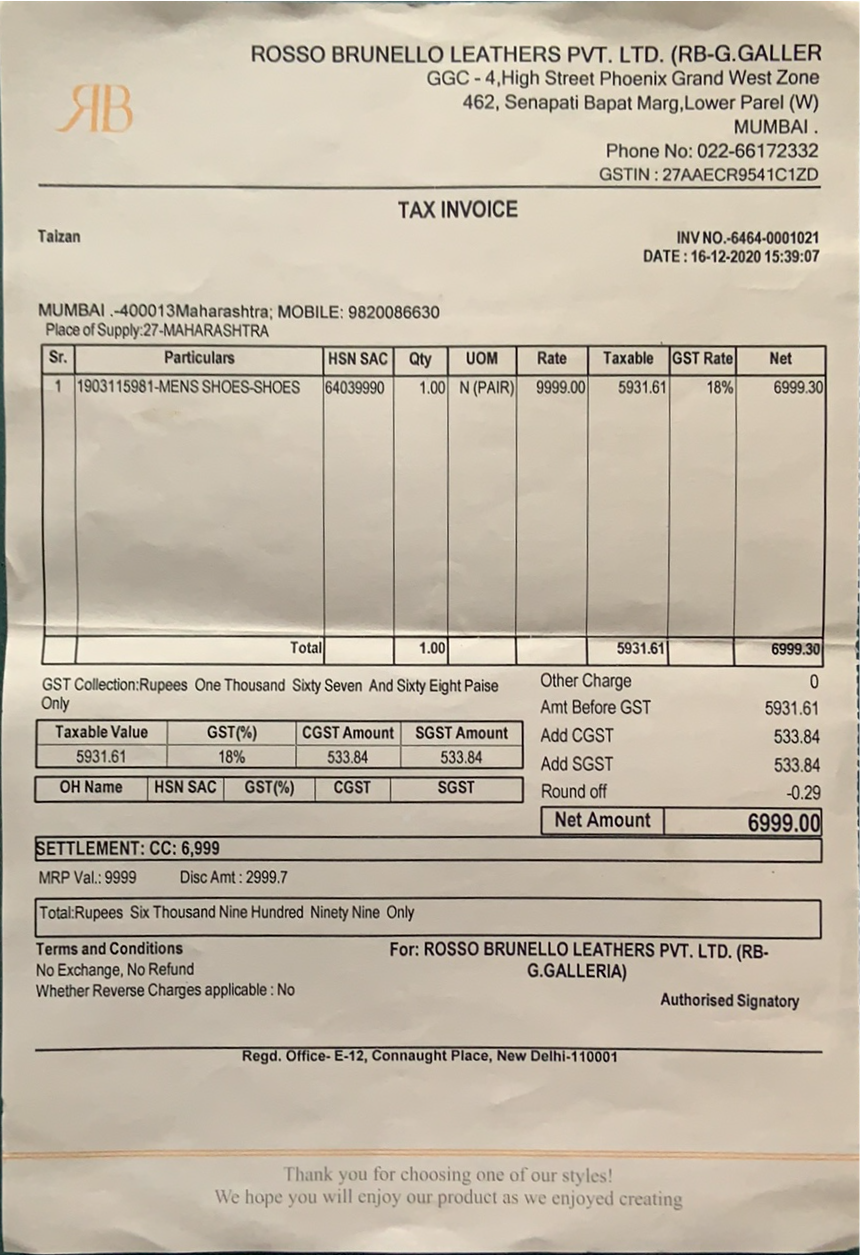 ROSSO BRUNELLO LEATHERS PVT. LTD. (RB-G.GALLER
GGC - 4,High Street Phoenix Grand West Zone
462, Senapati Bapat Marg,Lower Parel (W)
RB
MUMBAI .
Phone No: 022-66172332
GSTIN : 27AAECR9541C1ZD
TAX INVOICE
Taizan
INV NO.-6464-0001021
DATE : 16-12-2020 15:39:07
MUMBAI .-400013Maharashtra; MOBILE: 9820086630
Place of Supply:27-MAHARASHTRA
Sr. Particulars HSN SAC Qty UOM Rate Taxable GST Rate Net
1 1903115981-MENS SHOES-SHOES 64039990 1.00 N (PAIR) 9999.00 5931.61 18% 6999.30
Total 1.00 5931.61 6999.30
GST Collection:Rupees One Thousand Sixty Seven And Sixty Eight Paise
Only
Other Charge 0
Amt Before GST 5931.61
Add CGST 533.84
Add SGST 533.84
Round off -0.29
Net Amount 6999.00
Taxable Value GST(%) CGST Amount SGST Amount
5931.61 18% 533.84 533.84
OH Name HSN SAC GST(%) CGST SGST
SETTLEMENT: CC: 6,999
MRP Val.: 9999 Disc Amt : 2999.7
Total:Rupees Six Thousand Nine Hundred Ninety Nine Only
Terms and Conditions
No Exchange, No Refund
Whether Reverse Charges applicable : No
For: ROSSO BRUNELLO LEATHERS PVT. LTD. (RB-
G.GALLERIA)
Authorised Signatory
Regd. Office- E-12, Connaught Place, New Delhi-110001
Thank you for choosing one of our styles!
We hope you will enjoy our product as we enjoyed creating